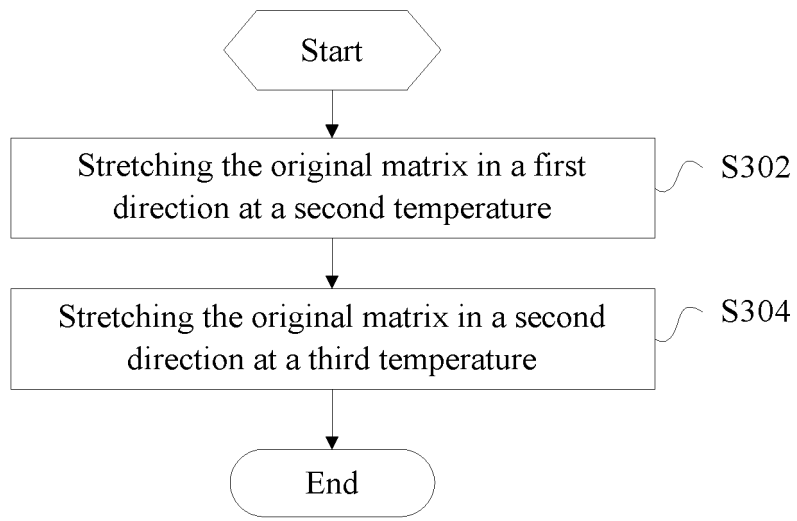 Start
Stretching the original matrix in a first
direction at a second temperature
S302
Stretching the original matrix in a second
direction at a third temperature
S304
End